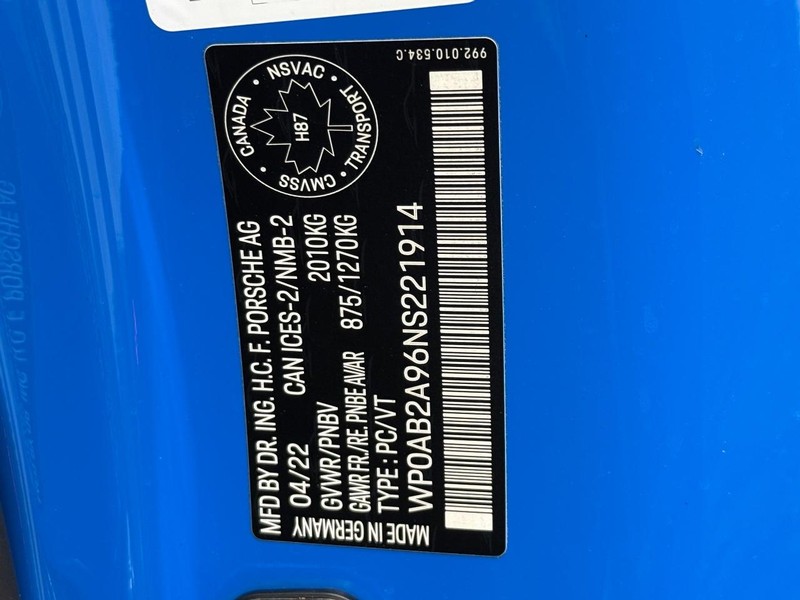 MFD BY DR. ING. H.C. F. PORSCHE AG
04/22 CAN ICES-2/NMB-2
GVWR/PNBV 2010KG
GAWR FR./RE. PNBE AV/AR 875/1270KG
TYPE : PC/VT
WP0AB2A96NS221914
MADE IN GERMANY
CANADA • NSVAC • TRANSPORT • CMVSS •
H87
992.010.534.C